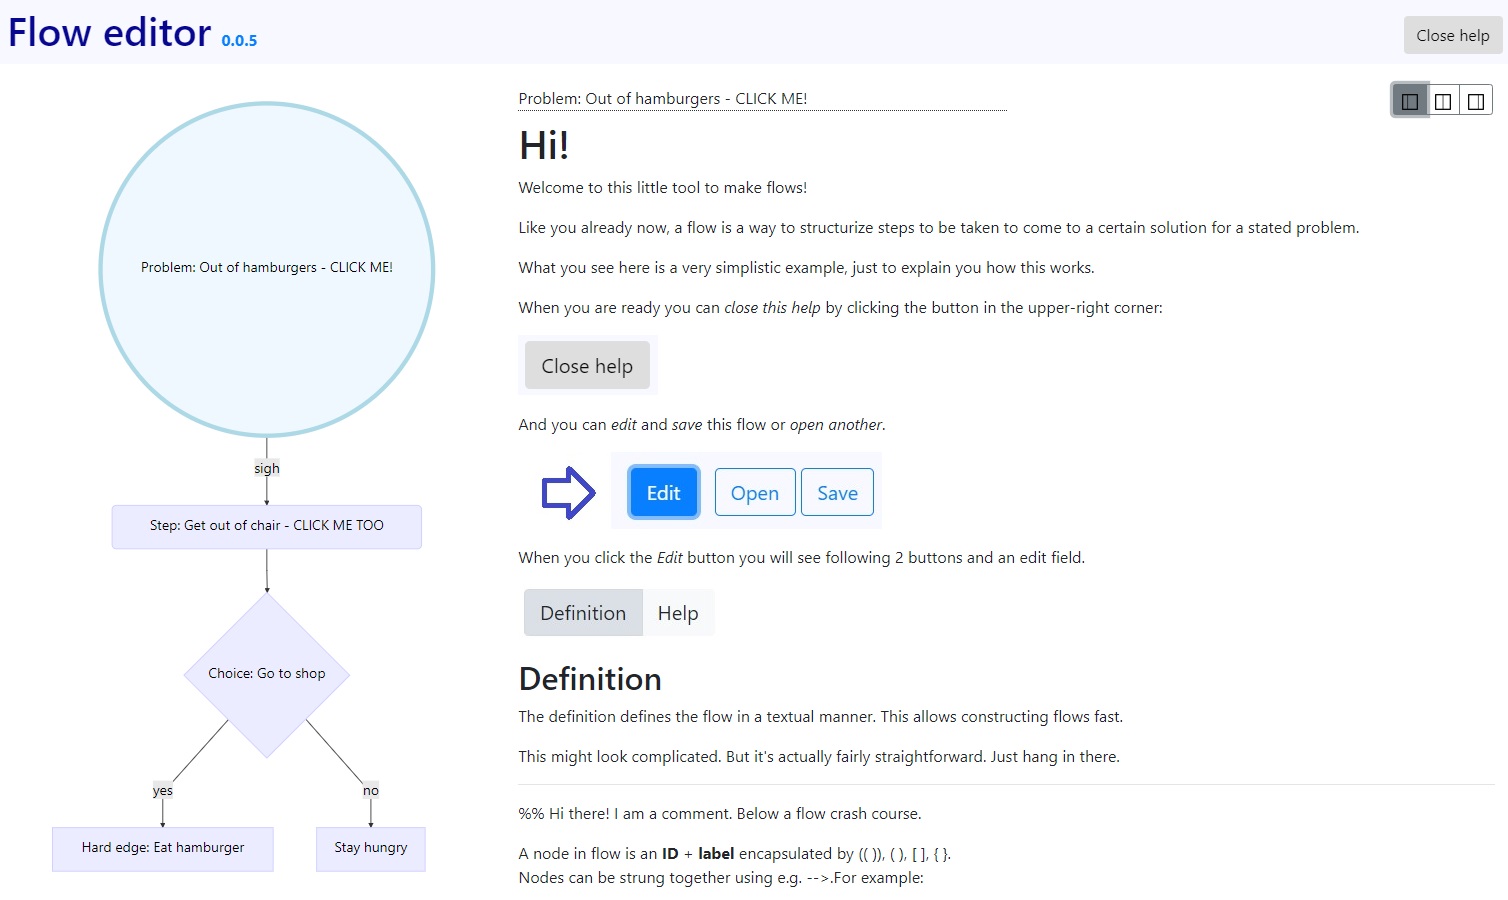 Flow editor 0.0.5
Close help
Problem: Out of hamburgers - CLICK ME!
sigh
Step: Get out of chair - CLICK ME TOO
Choice: Go to shop
yes
no
Hard edge: Eat hamburger
Stay hungry
Problem: Out of hamburgers - CLICK ME!
Hi!
Welcome to this little tool to make flows!
Like you already now, a flow is a way to structurize steps to be taken to come to a certain solution for a stated problem.
What you see here is a very simplistic example, just to explain you how this works.
When you are ready you can close this help by clicking the button in the upper-right corner:
Close help
And you can edit and save this flow or open another.
Edit
Open
Save
When you click the Edit button you will see following 2 buttons and an edit field.
Definition
Help
Definition
The definition defines the flow in a textual manner. This allows constructing flows fast.
This might look complicated. But it's actually fairly straightforward. Just hang in there.
%% Hi there! I am a comment. Below a flow crash course.
A node in flow is an ID + label encapsulated by (( )), ( ), [ ], { }.
Nodes can be strung together using e.g. -->.For example: